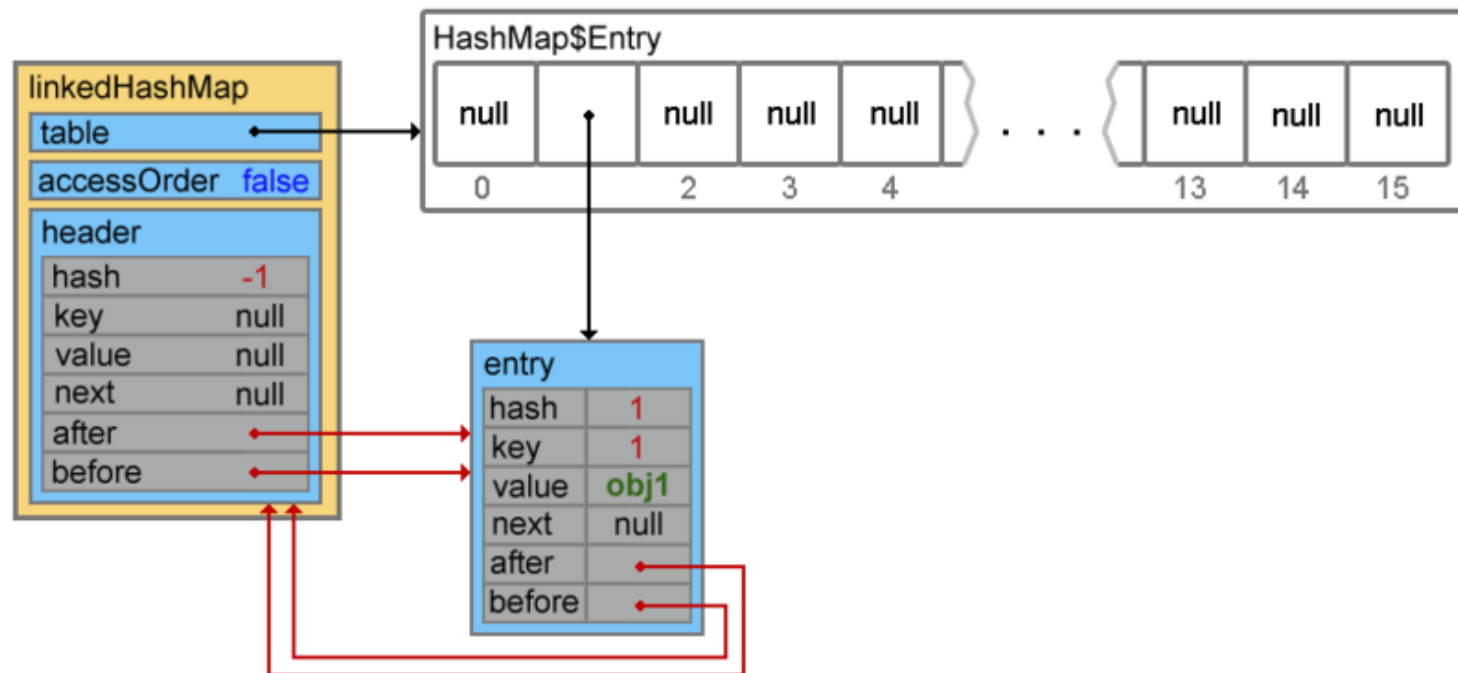 HashMap$Entry
null null null null . . . null null null
0 2 3 4 13 14 15
linkedHashMap
table
accessOrder false
header
hash -1
key null
value null
next null
after
before
entry
hash 1
key 1
value obj1
next null
after
before